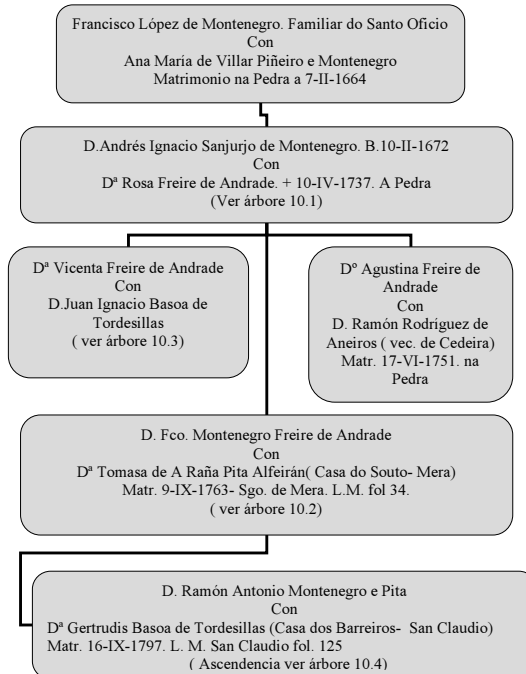 Francisco López de Montenegro. Familiar do Santo Oficio
Con
Ana María de Villar Piñeiro e Montenegro
Matrimonio na Pedra a 7-II-1664
D.Andrés Ignacio Sanjurjo de Montenegro. B.10-II-1672
Con
Dª Rosa Freire de Andrade. + 10-IV-1737. A Pedra
(Ver árbore 10.1)
Dª Vicenta Freire de Andrade
Con
D.Juan Ignacio Basoa de
Tordesillas
( ver árbore 10.3)
Dº Agustina Freire de
Andrade
Con
D. Ramón Rodríguez de
Aneiros ( vec. de Cedeira)
Matr. 17-VI-1751. na
Pedra
D. Fco. Montenegro Freire de Andrade
Con
Dª Tomasa de A Raña Pita Alfeirán( Casa do Souto- Mera)
Matr. 9-IX-1763- Sgo. de Mera. L.M. fol 34.
( ver árbore 10.2)
D. Ramón Antonio Montenegro e Pita
Con
Dª Gertrudis Basoa de Tordesillas (Casa dos Barreiros- San Claudio)
Matr. 16-IX-1797. L. M. San Claudio fol. 125
( Ascendencia ver árbore 10.4)